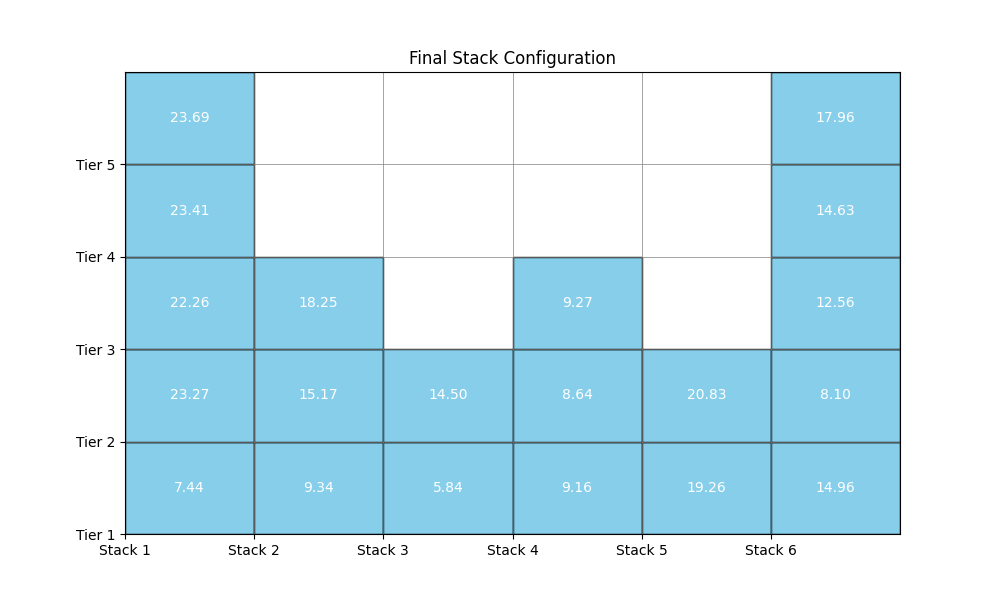 Final Stack Configuration
23.69 17.96
Tier 5
23.41 14.63
Tier 4
22.26 18.25 9.27 12.56
Tier 3
23.27 15.17 14.50 8.64 20.83 8.10
Tier 2
7.44 9.34 5.84 9.16 19.26 14.96
Tier 1
Stack 1 Stack 2 Stack 3 Stack 4 Stack 5 Stack 6